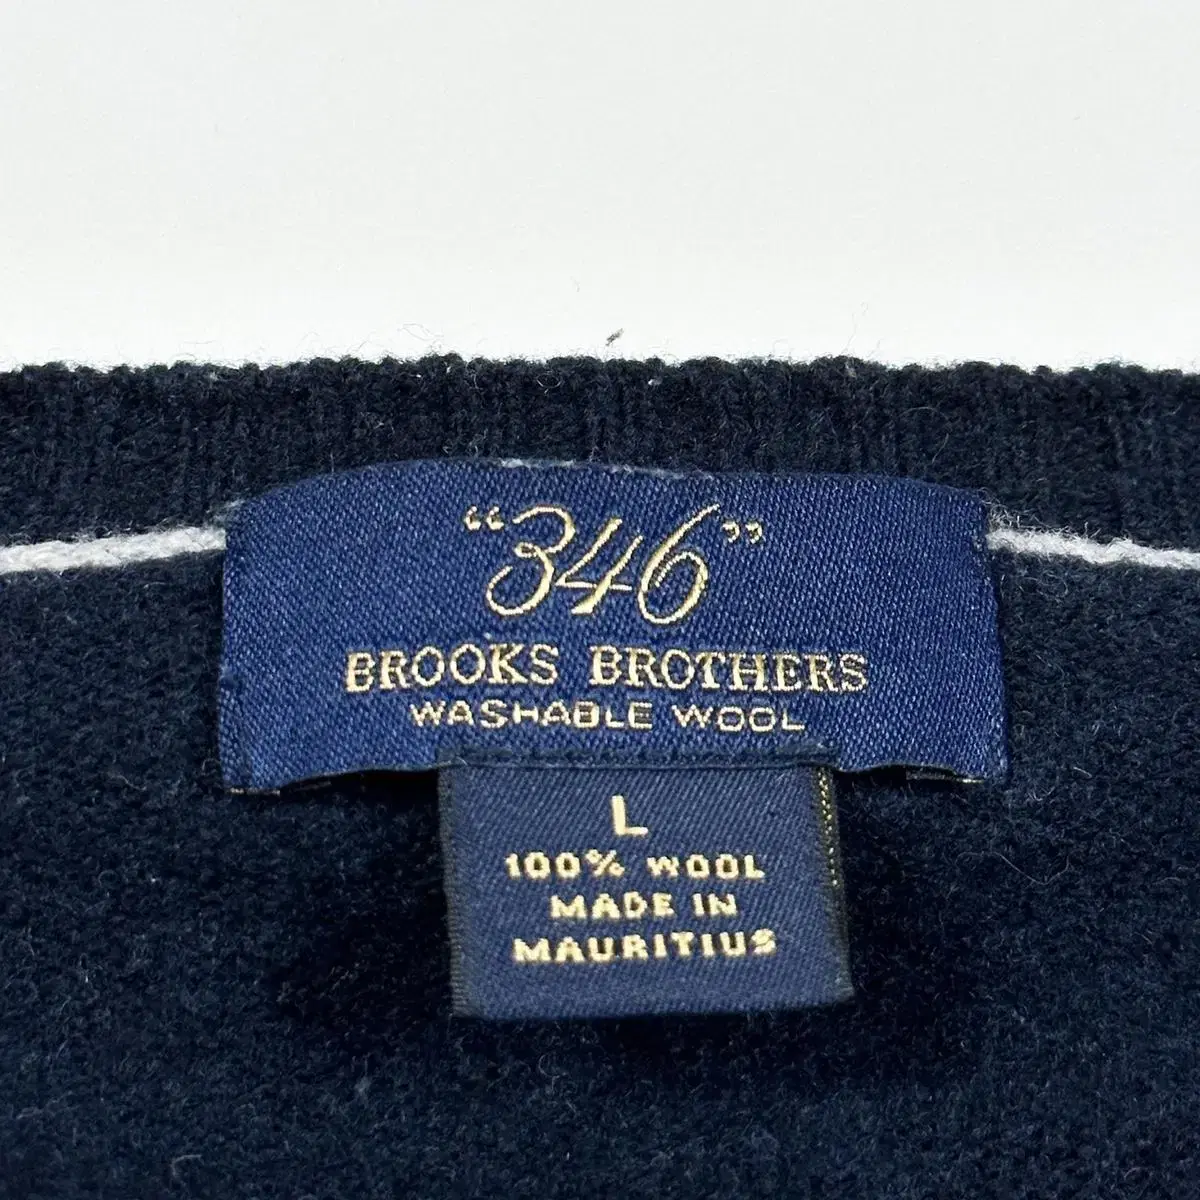 “346”
BROOKS BROTHERS
WASHABLE WOOL
L
100% WOOL
MADE IN
MAURITIUS